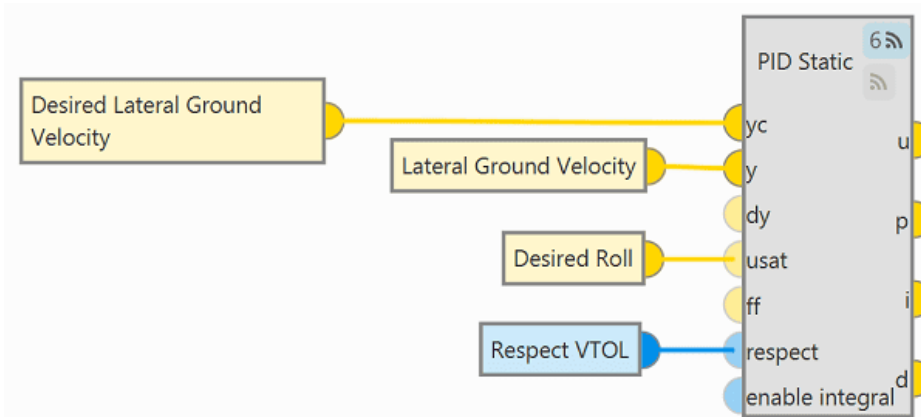 6
PID Static
Desired Lateral Ground
Velocity
yc
u
Lateral Ground Velocity
y
dy
p
Desired Roll
usat
ff
i
Respect VTOL
respect
d
enable integral